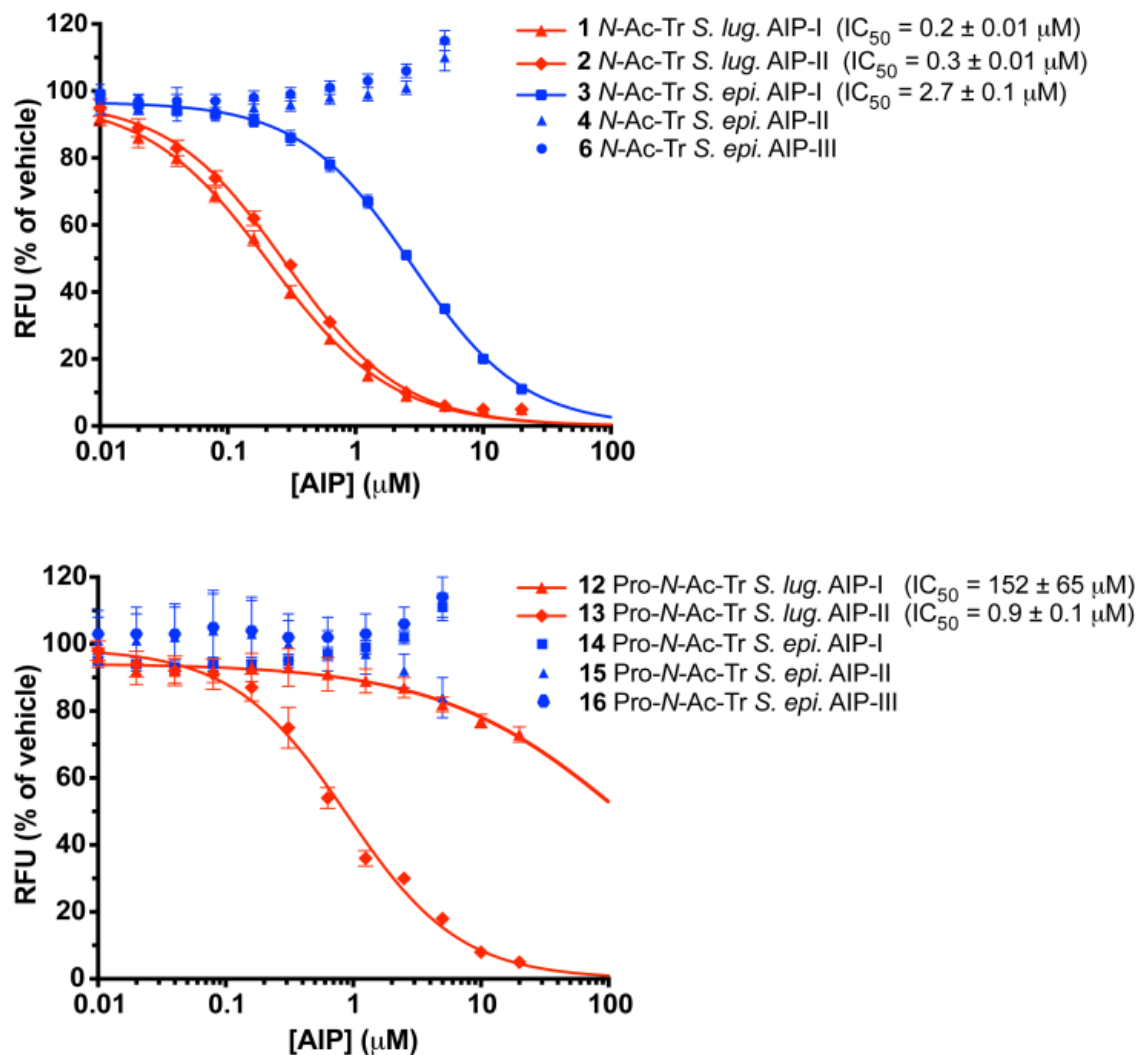 120
100
80
60
40
20
0
RFU (% of vehicle)
0.01 0.1 1 10 100
[AIP] (μM)
1 N-Ac-Tr S. lug. AIP-I (IC50 = 0.2 ± 0.01 μM)
2 N-Ac-Tr S. lug. AIP-II (IC50 = 0.3 ± 0.01 μM)
3 N-Ac-Tr S. epi. AIP-I (IC50 = 2.7 ± 0.1 μM)
4 N-Ac-Tr S. epi. AIP-II
6 N-Ac-Tr S. epi. AIP-III
120
100
80
60
40
20
0
RFU (% of vehicle)
0.01 0.1 1 10 100
[AIP] (μM)
12 Pro-N-Ac-Tr S. lug. AIP-I (IC50 = 152 ± 65 μM)
13 Pro-N-Ac-Tr S. lug. AIP-II (IC50 = 0.9 ± 0.1 μM)
14 Pro-N-Ac-Tr S. epi. AIP-I
15 Pro-N-Ac-Tr S. epi. AIP-II
16 Pro-N-Ac-Tr S. epi. AIP-III